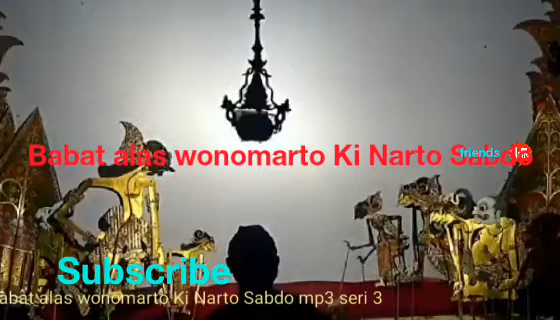 Babat alas wonomarto Ki Narto Sabdo
friends
Subscribe
abat alas wonomarto Ki Narto Sabdo mp3 seri 3